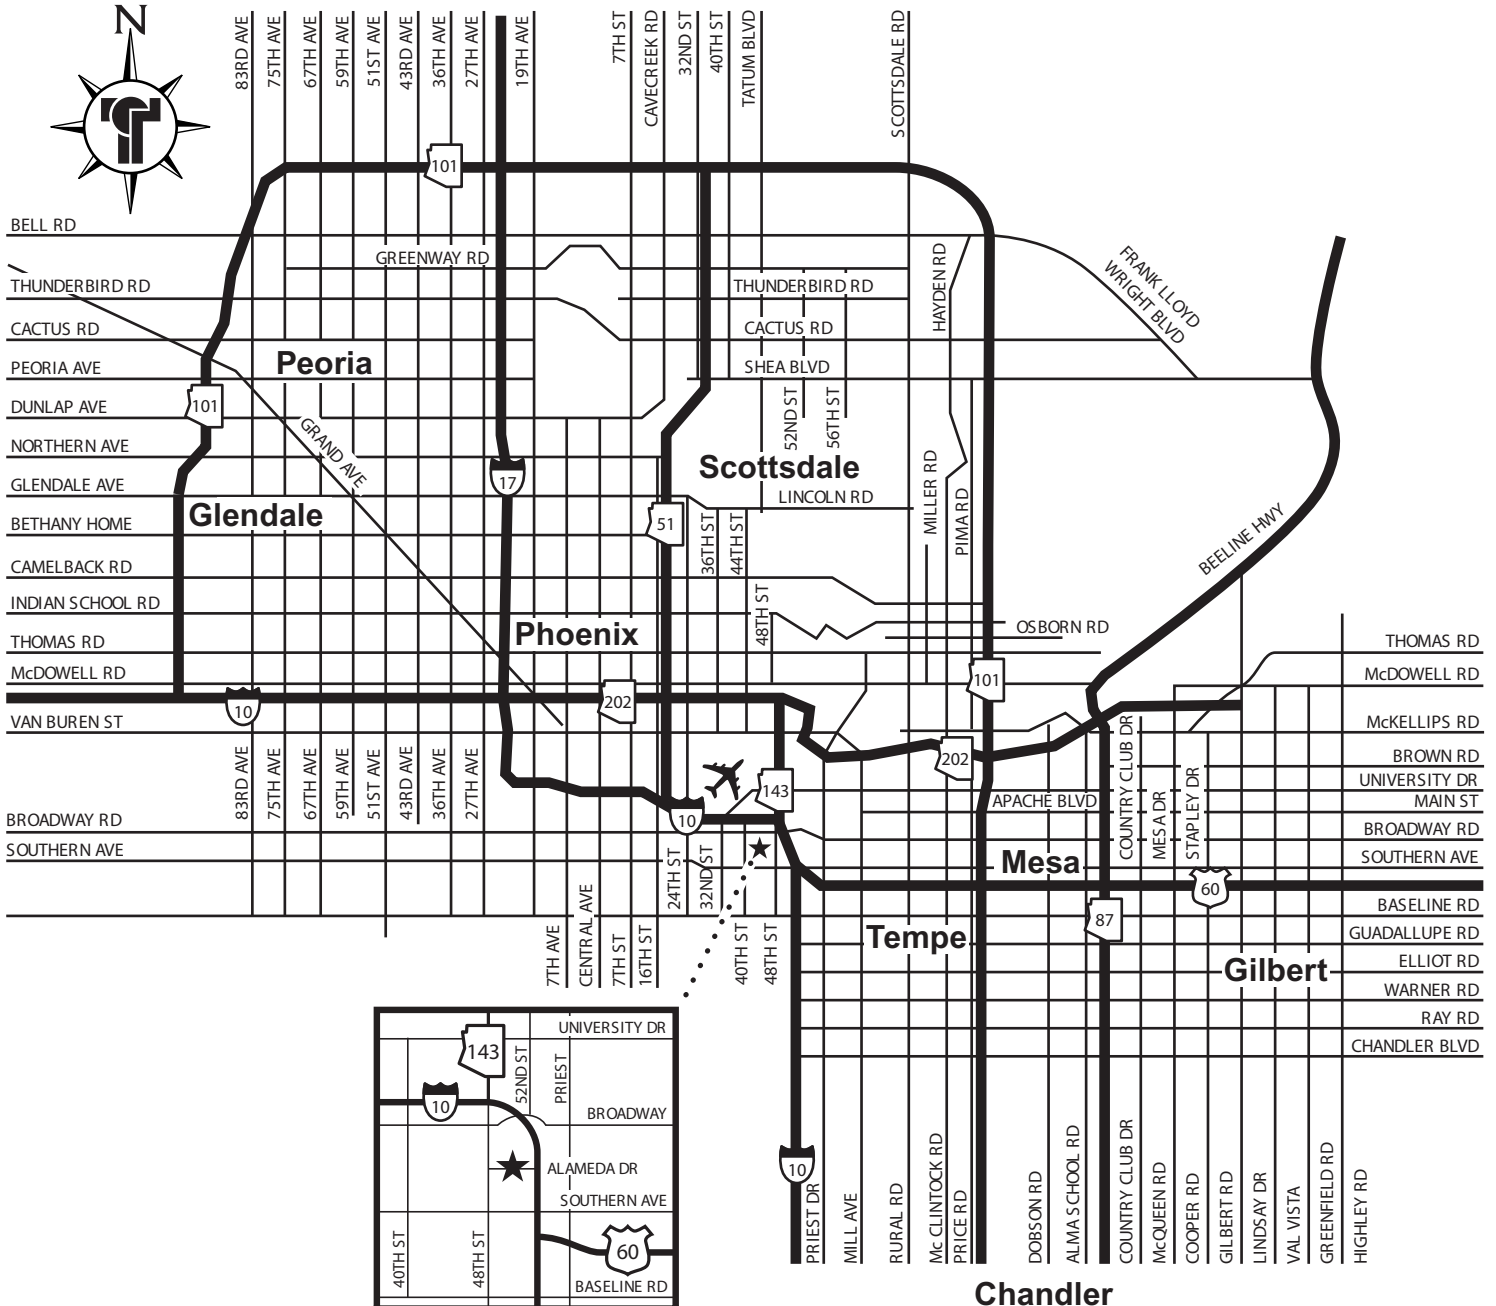 N
83RD AVE
75TH AVE
67TH AVE
59TH AVE
51ST AVE
43RD AVE
36TH AVE
27TH AVE
19TH AVE
7TH ST
CAVECREEK RD
32ND ST
40TH ST
TATUM BLVD
SCOTTSDALE RD
101
BELL RD
GREENWAY RD
HAYDEN RD
FRANK LLOYD
WRIGHT BLVD
THUNDERBIRD RD
THUNDERBIRD RD
CACTUS RD
CACTUS RD
Peoria
PEORIA AVE
SHEA BLVD
101
DUNLAP AVE
52ND ST
56TH ST
GRAND AVE
NORTHERN AVE
Scottsdale
17
GLENDALE AVE
LINCOLN RD
MILLER RD
PIMA RD
Glendale
BETHANY HOME
51
36TH ST
44TH ST
BEELINE HWY
CAMELBACK RD
INDIAN SCHOOL RD
48TH ST
Phoenix
OSBORN RD
THOMAS RD
THOMAS RD
McDOWELL RD
McDOWELL RD
101
10
202
VAN BUREN ST
McKELLIPS RD
83RD AVE
75TH AVE
67TH AVE
59TH AVE
51ST AVE
43RD AVE
36TH AVE
27TH AVE
202
COUNTRY CLUB DR
MESA DR
STAPLEY DR
BROWN RD
UNIVERSITY DR
143
APACHE BLVD
MAIN ST
10
BROADWAY RD
BROADWAY RD
SOUTHERN AVE
SOUTHERN AVE
Mesa
24TH ST
32ND ST
60
BASELINE RD
87
7TH AVE
CENTRAL AVE
7TH ST
16TH ST
40TH ST
48TH ST
Tempe
GUADALLUPE RD
ELLIOT RD
Gilbert
WARNER RD
RAY RD
CHANDLER BLVD
10
PRIEST DR
MILL AVE
RURAL RD
Mc CLINTOCK RD
PRICE RD
DOBSON RD
ALMA SCHOOL RD
COUNTRY CLUB DR
McQUEEN RD
COOPER RD
GILBERT RD
LINDSAY DR
VAL VISTA
GREENFIELD RD
HIGHLEY RD
Chandler
UNIVERSITY DR
143
52ND ST
PRIEST
10
BROADWAY
ALAMEDA DR
SOUTHERN AVE
40TH ST
48TH ST
60
BASELINE RD